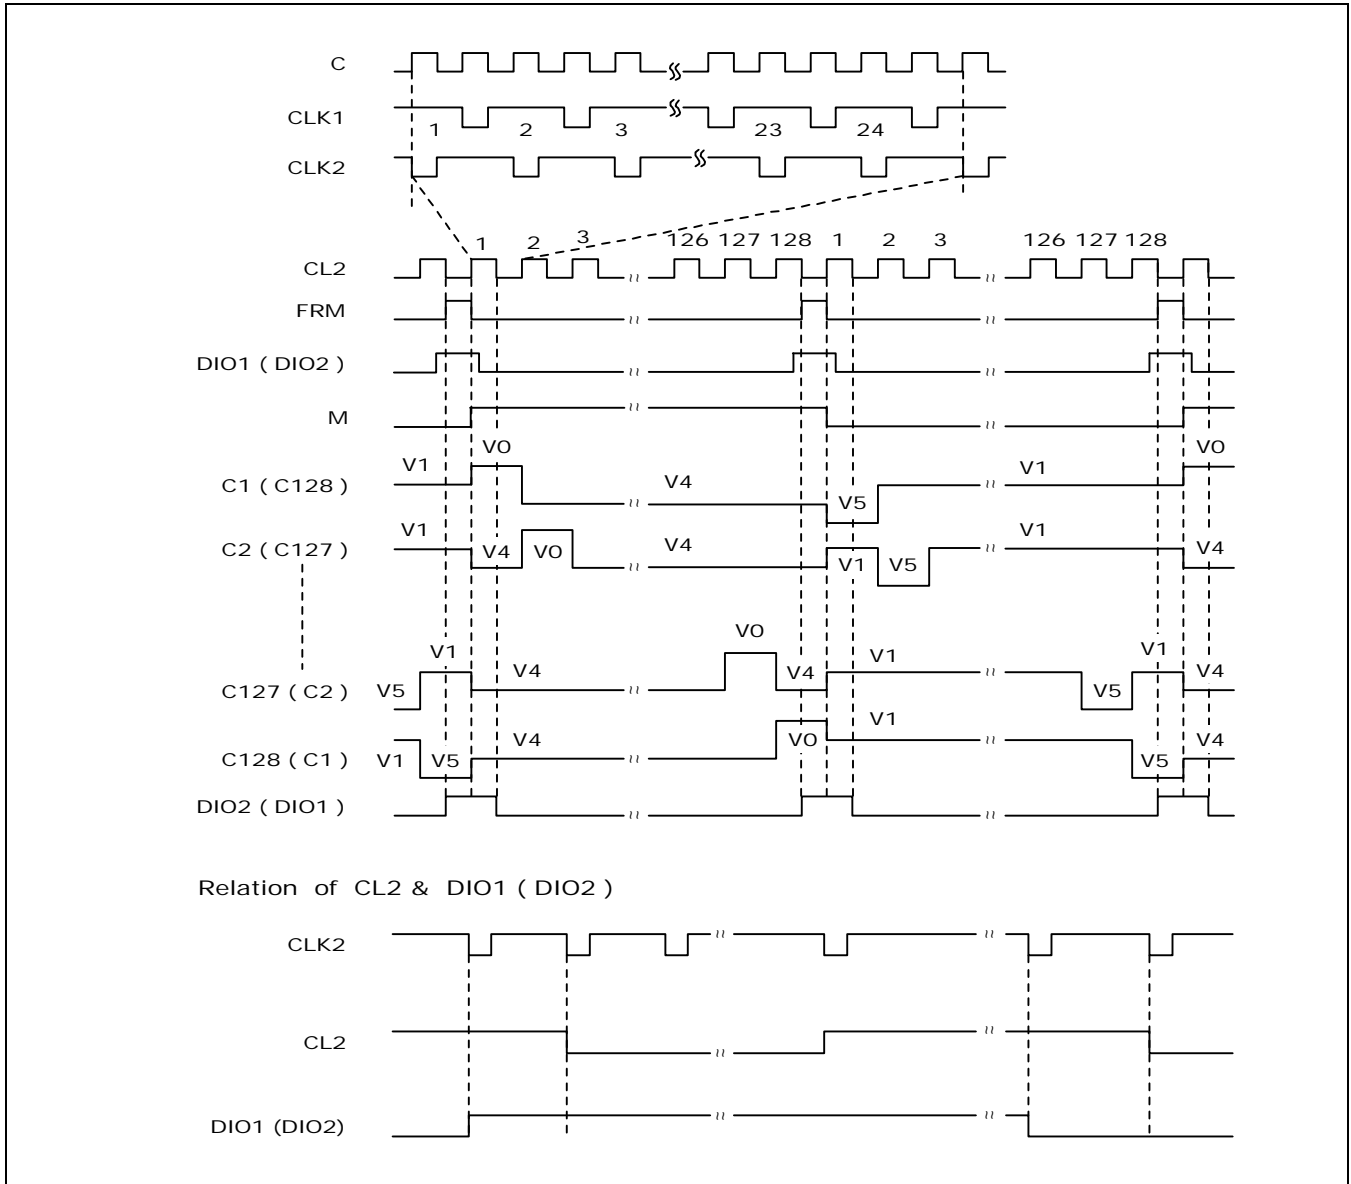 C
CLK1
1 2 3 23 24
CLK2
1 2 3 126 127 128 1 2 3 126 127 128
CL2
FRM
DIO1 ( DIO2 )
M
V1 V0 V4 V5 V1 V0
C1 ( C128 )
V1 V4 V0 V4 V1 V5 V1 V4
C2 ( C127 )
V5 V1 V4 V0 V4 V1 V5 V1 V4
C127 ( C2 )
V1 V5 V4 V0 V1 V5 V4
C128 ( C1 )
DIO2 ( DIO1 )
Relation of CL2 & DIO1 ( DIO2 )
CLK2
CL2
DIO1 (DIO2)